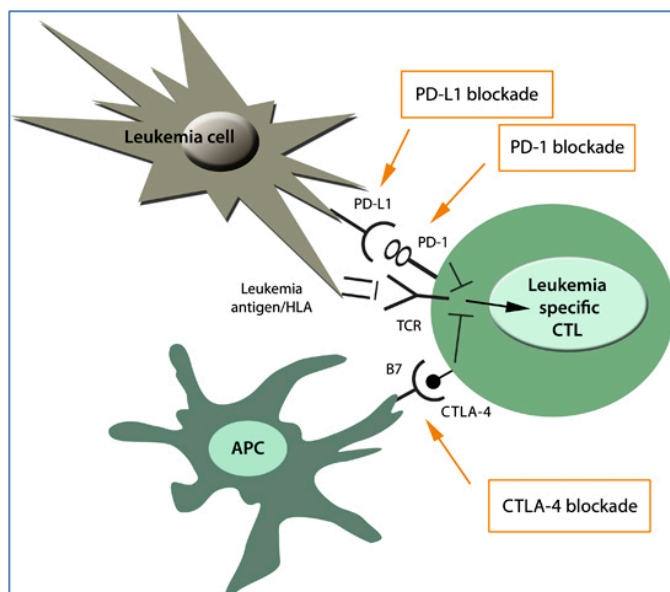 PD-L1 blockade
Leukemia cell
PD-1 blockade
PD-L1
PD-1
Leukemia
antigen/HLA
TCR
Leukemia
specific
CTL
B7
CTLA-4
APC
CTLA-4 blockade